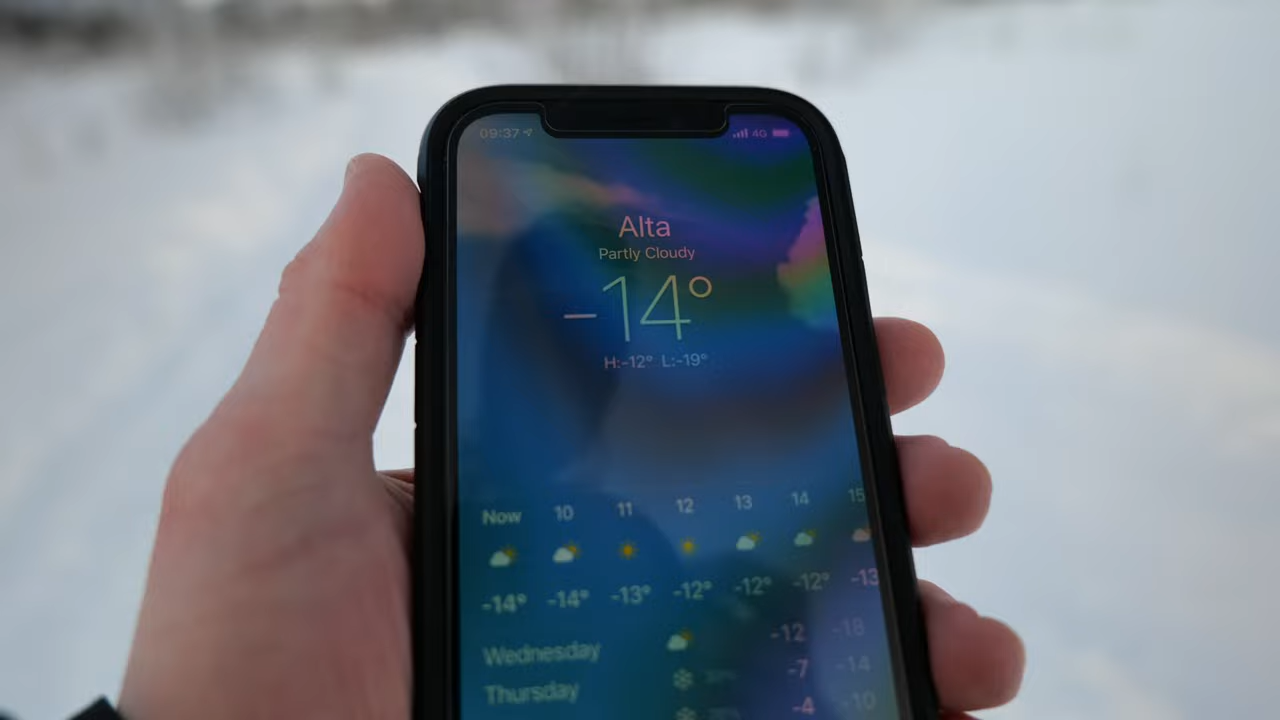 09:37 4G
Alta
Partly Cloudy
-14°
H:-12° L:-19°
Now 10 11 12 13 14 15
-14° -14° -13° -12° -12° -12° -13
Wednesday -12 -18
Thursday -7 -14
-4 -10